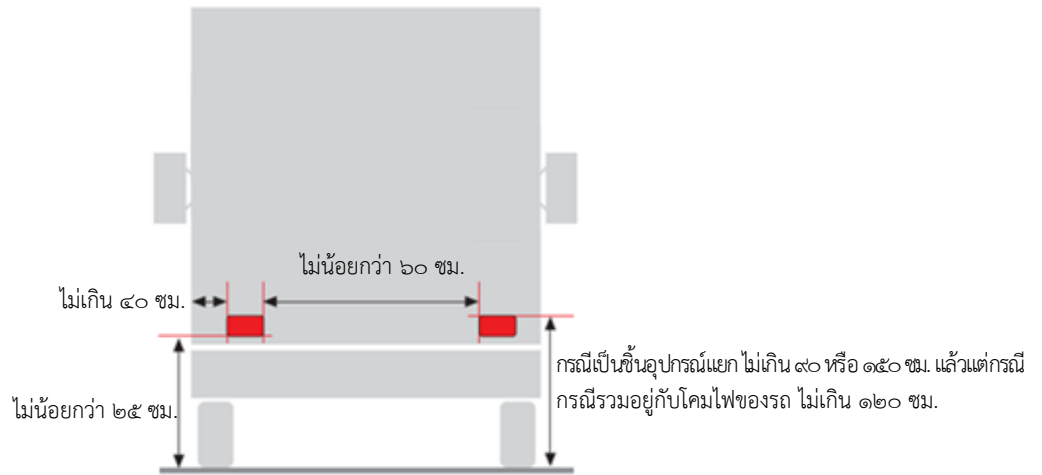 ไม่น้อยกว่า ๖๐ ซม.
ไม่เกิน ๔๐ ซม.
กรณีเป็นชิ้นอุปกรณ์แยก ไม่เกิน ๙๐ หรือ ๑๕๐ ซม. แล้วแต่กรณี
กรณีรวมอยู่กับโคมไฟของรถ ไม่เกิน ๑๒๐ ซม.
ไม่น้อยกว่า ๒๕ ซม.